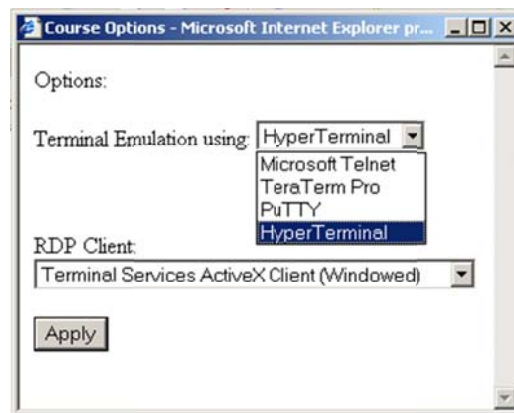 Course Options - Microsoft Internet Explorer pr...
Options:
Terminal Emulation using: HyperTerminal
Microsoft Telnet
TeraTerm Pro
PuTTY
HyperTerminal
RDP Client:
Terminal Services ActiveX Client (Windowed)
Apply